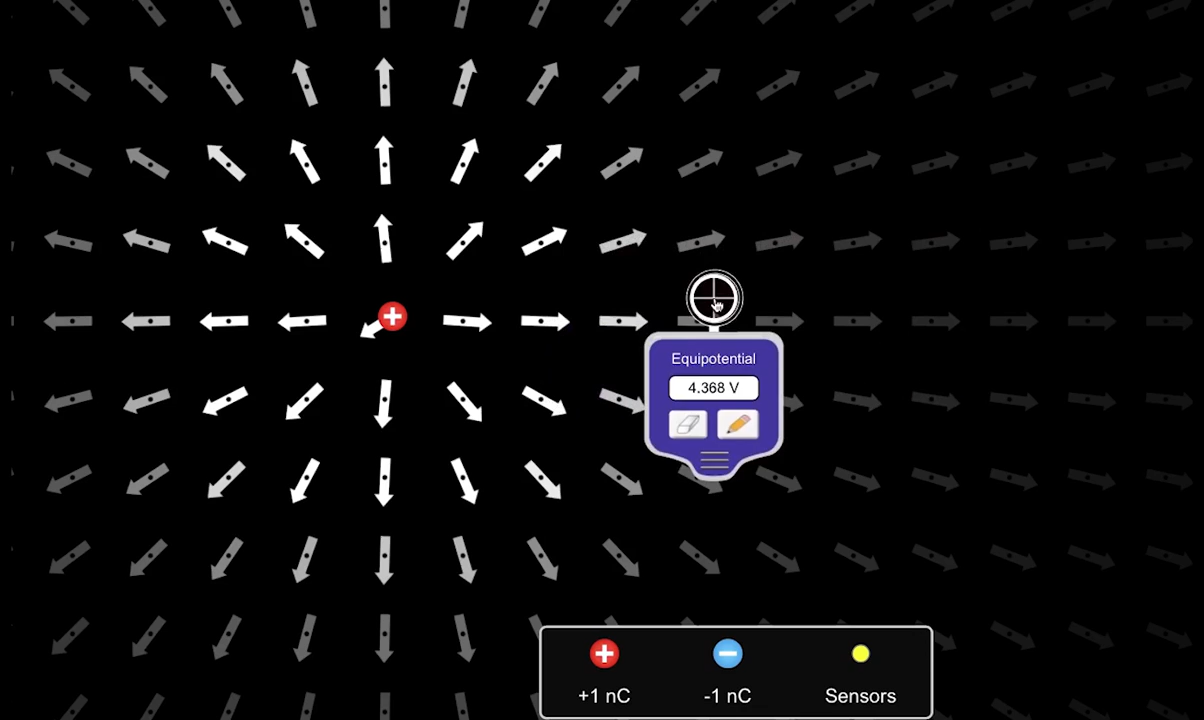 Equipotential
4.368 V
+1 nC
-1 nC
Sensors